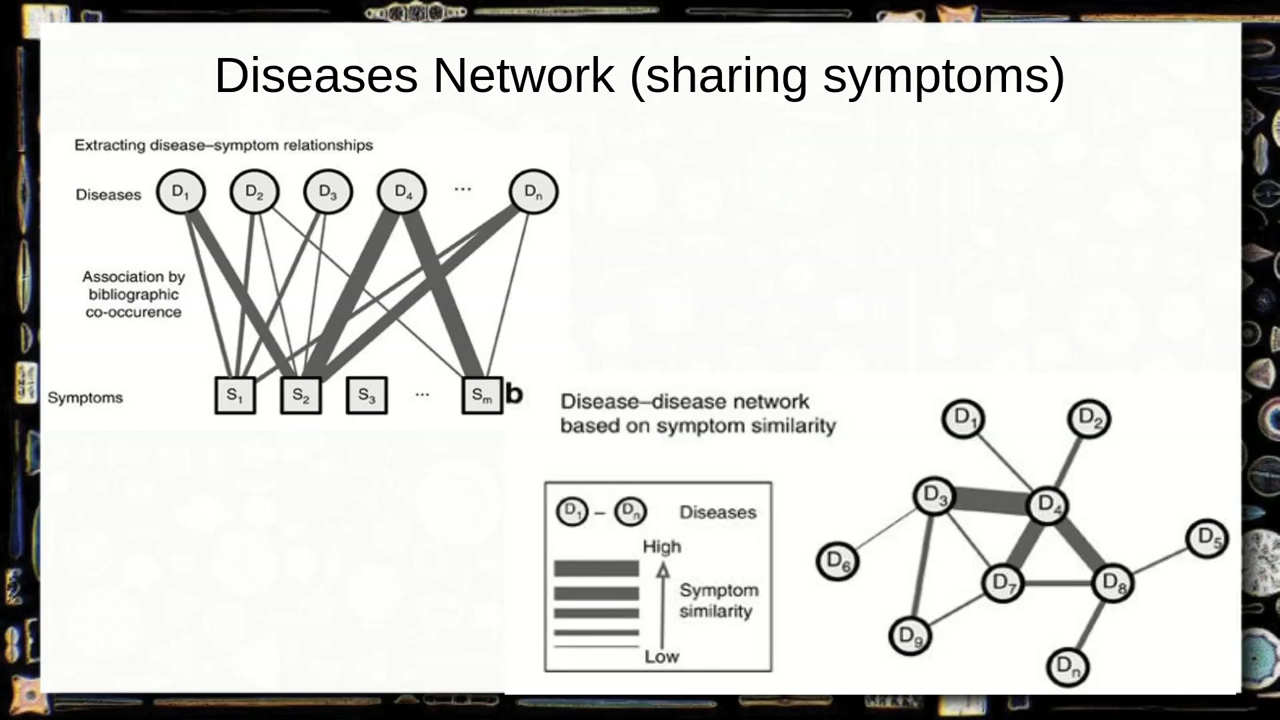 Diseases Network (sharing symptoms)
Extracting disease–symptom relationships
Diseases D1 D2 D3 D4 ... Dn
Association by
bibliographic
co-occurence
Symptoms S1 S2 S3 ... Sm
b
Disease–disease network
based on symptom similarity
D1 – Dn Diseases
High
Symptom
similarity
Low
D1 D2
D3 D4
D5
D6
D7 D8
D9
Dn